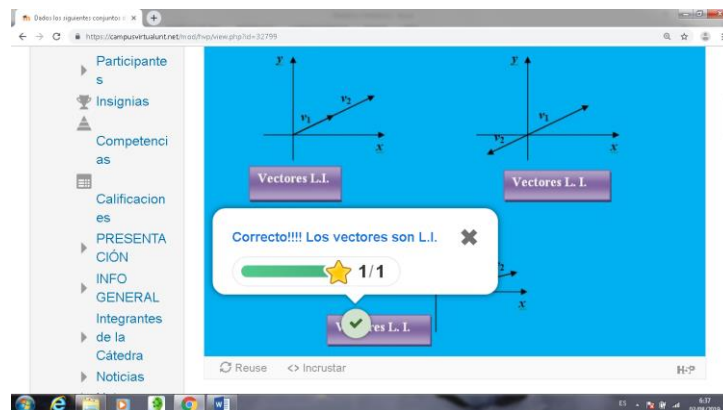 Dados los siguientes conjuntos
https://campusvirtualunt.net/mod/hvp/view.php?id=32799
Participante
s
Insignias
Competenci
as
Calificacion
es
PRESENTA
CIÓN
INFO
GENERAL
Integrantes
de la
Cátedra
Noticias
y
v₂
v₁
x
Vectores L.I.
y
v₁
v₂
x
Vectores L. I.
Correcto!!!! Los vectores son L.I.
1/1
x
res L. I.
Reuse
<> Incrustar
H-P
ES
6:37